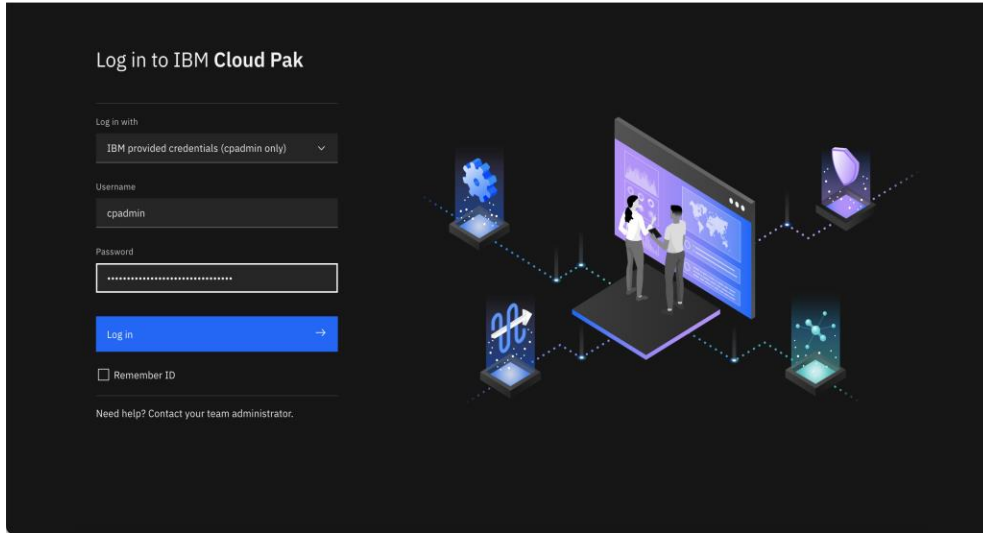 Log in to IBM Cloud Pak
Log in with
IBM provided credentials (cpadmin only)
Username
cpadmin
Password
Log in
Remember ID
Need help? Contact your team administrator.